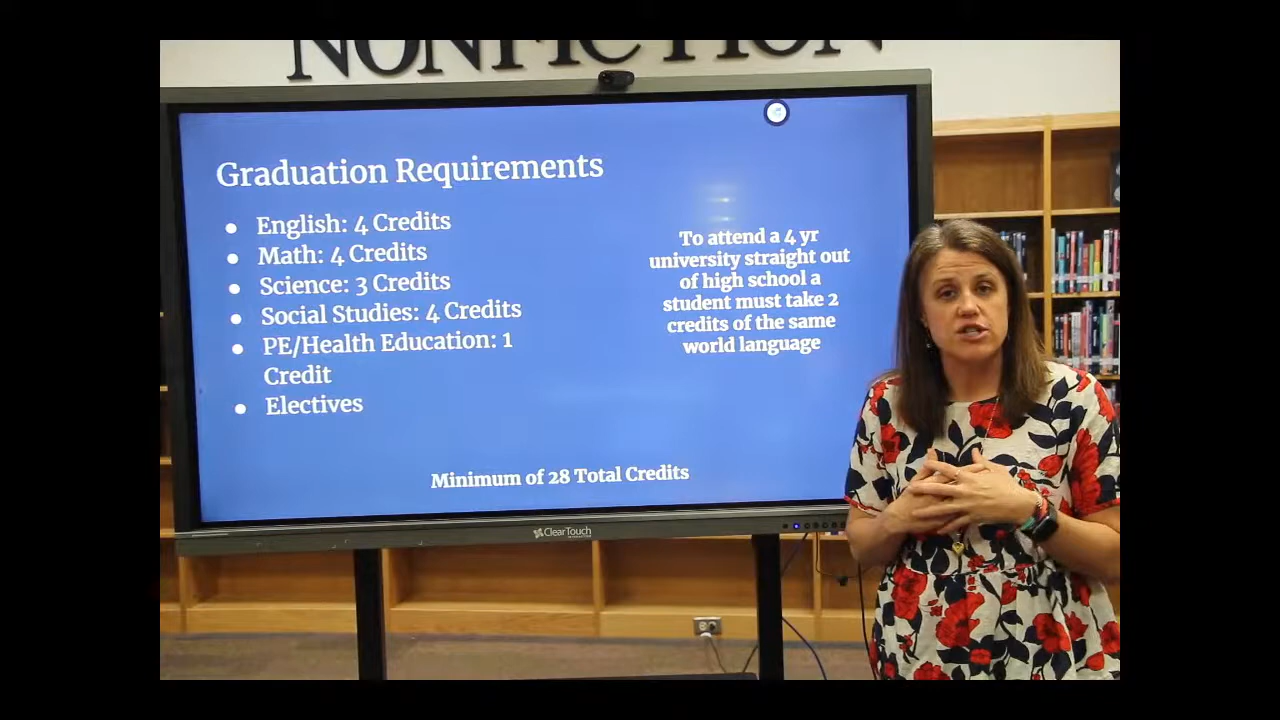 NONFICTION
Graduation Requirements
● English: 4 Credits
● Math: 4 Credits
● Science: 3 Credits
● Social Studies: 4 Credits
● PE/Health Education: 1
Credit
● Electives
To attend a 4 yr
university straight out
of high school a
student must take 2
credits of the same
world language
Minimum of 28 Total Credits
ClearTouch